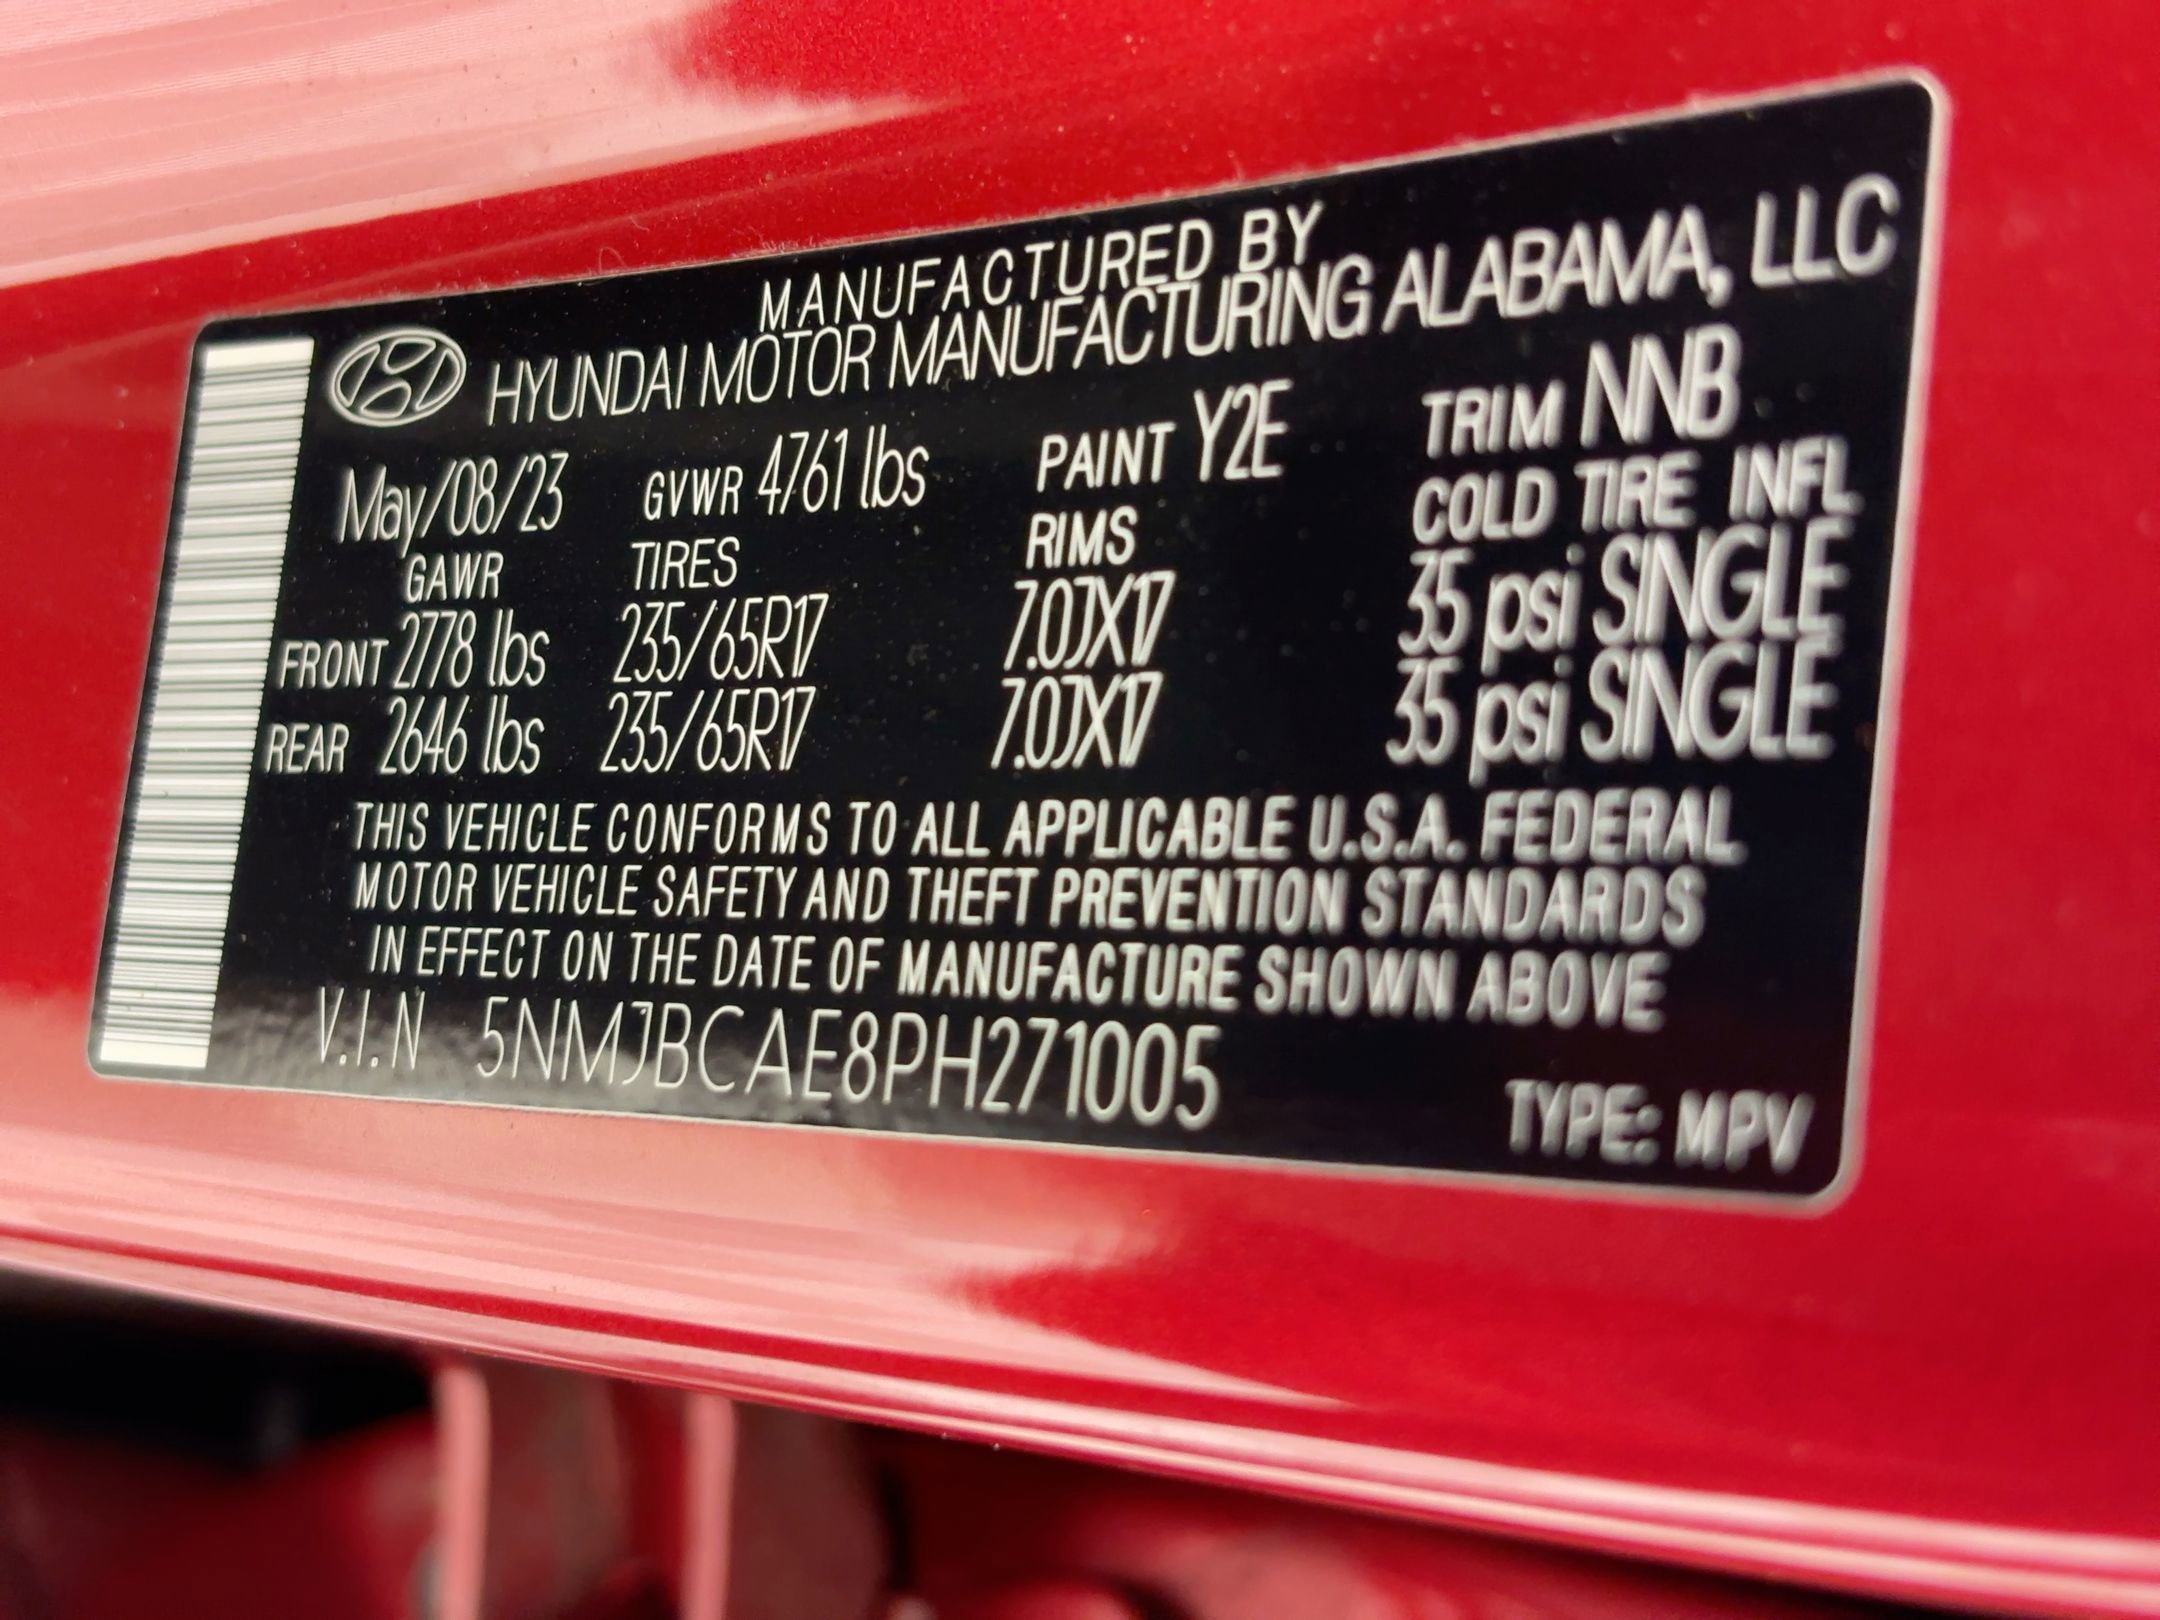 MANUFACTURED BY
HYUNDAI MOTOR MANUFACTURING ALABAMA, LLC
May/08/23 GVWR 4761 lbs PAINT Y2E TRIM NNB
GAWR TIRES RIMS COLD TIRE INFL
FRONT 2778 lbs 235/65R17 7.0JX17 35 psi SINGLE
REAR 2646 lbs 235/65R17 7.0JX17 35 psi SINGLE
THIS VEHICLE CONFORMS TO ALL APPLICABLE U.S.A. FEDERAL
MOTOR VEHICLE SAFETY AND THEFT PREVENTION STANDARDS
IN EFFECT ON THE DATE OF MANUFACTURE SHOWN ABOVE
V.I.N 5NMJBCAE8PH271005
TYPE: MPV